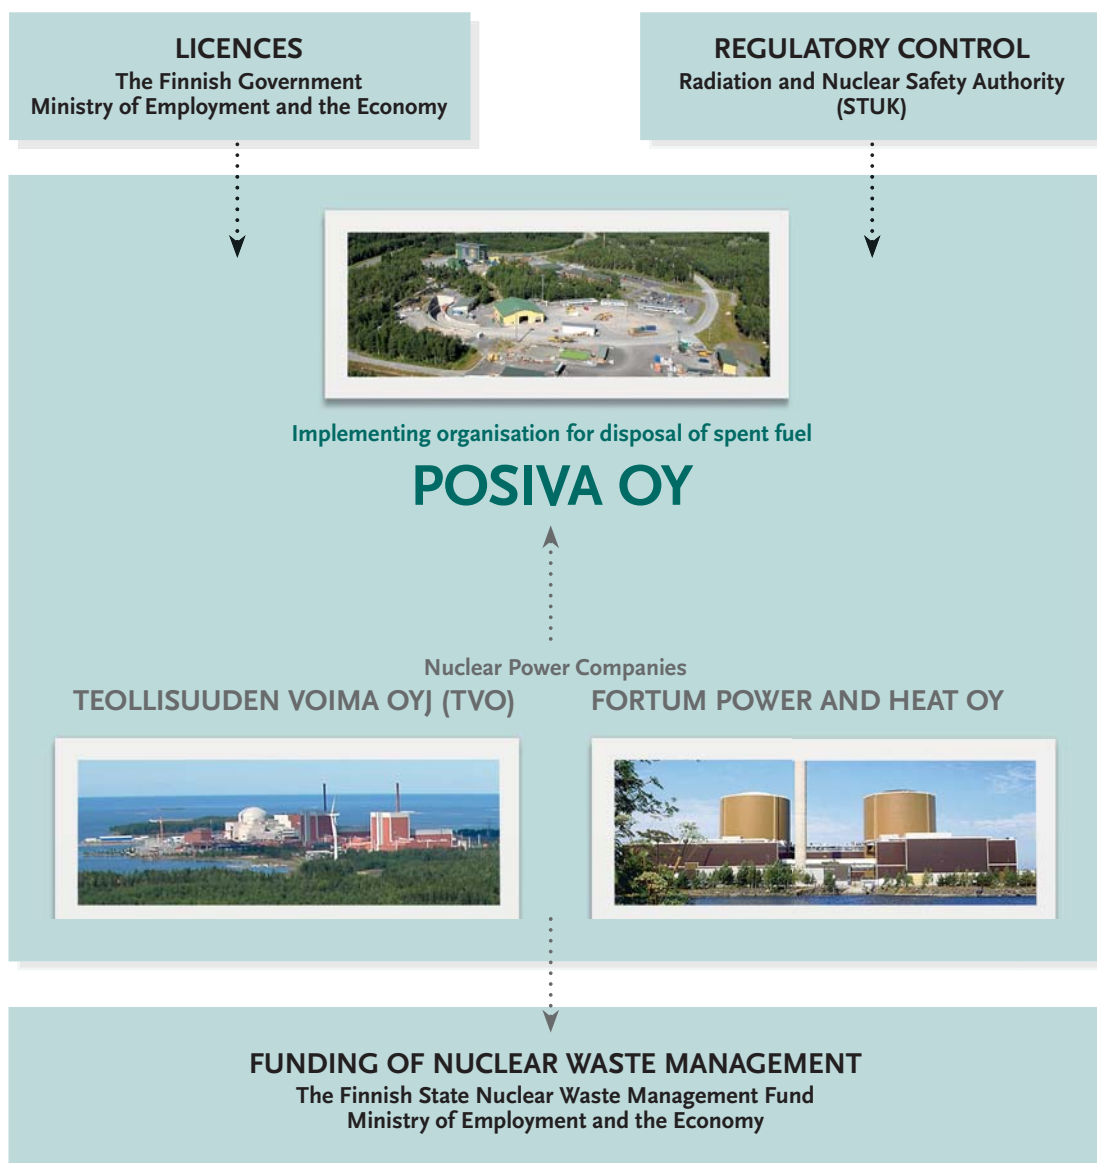 LICENCES
The Finnish Government
Ministry of Employment and the Economy
REGULATORY CONTROL
Radiation and Nuclear Safety Authority
(STUK)
Implementing organisation for disposal of spent fuel
POSIVA OY
Nuclear Power Companies
TEOLLISUUDEN VOIMA OYJ (TVO)
FORTUM POWER AND HEAT OY
FUNDING OF NUCLEAR WASTE MANAGEMENT
The Finnish State Nuclear Waste Management Fund
Ministry of Employment and the Economy